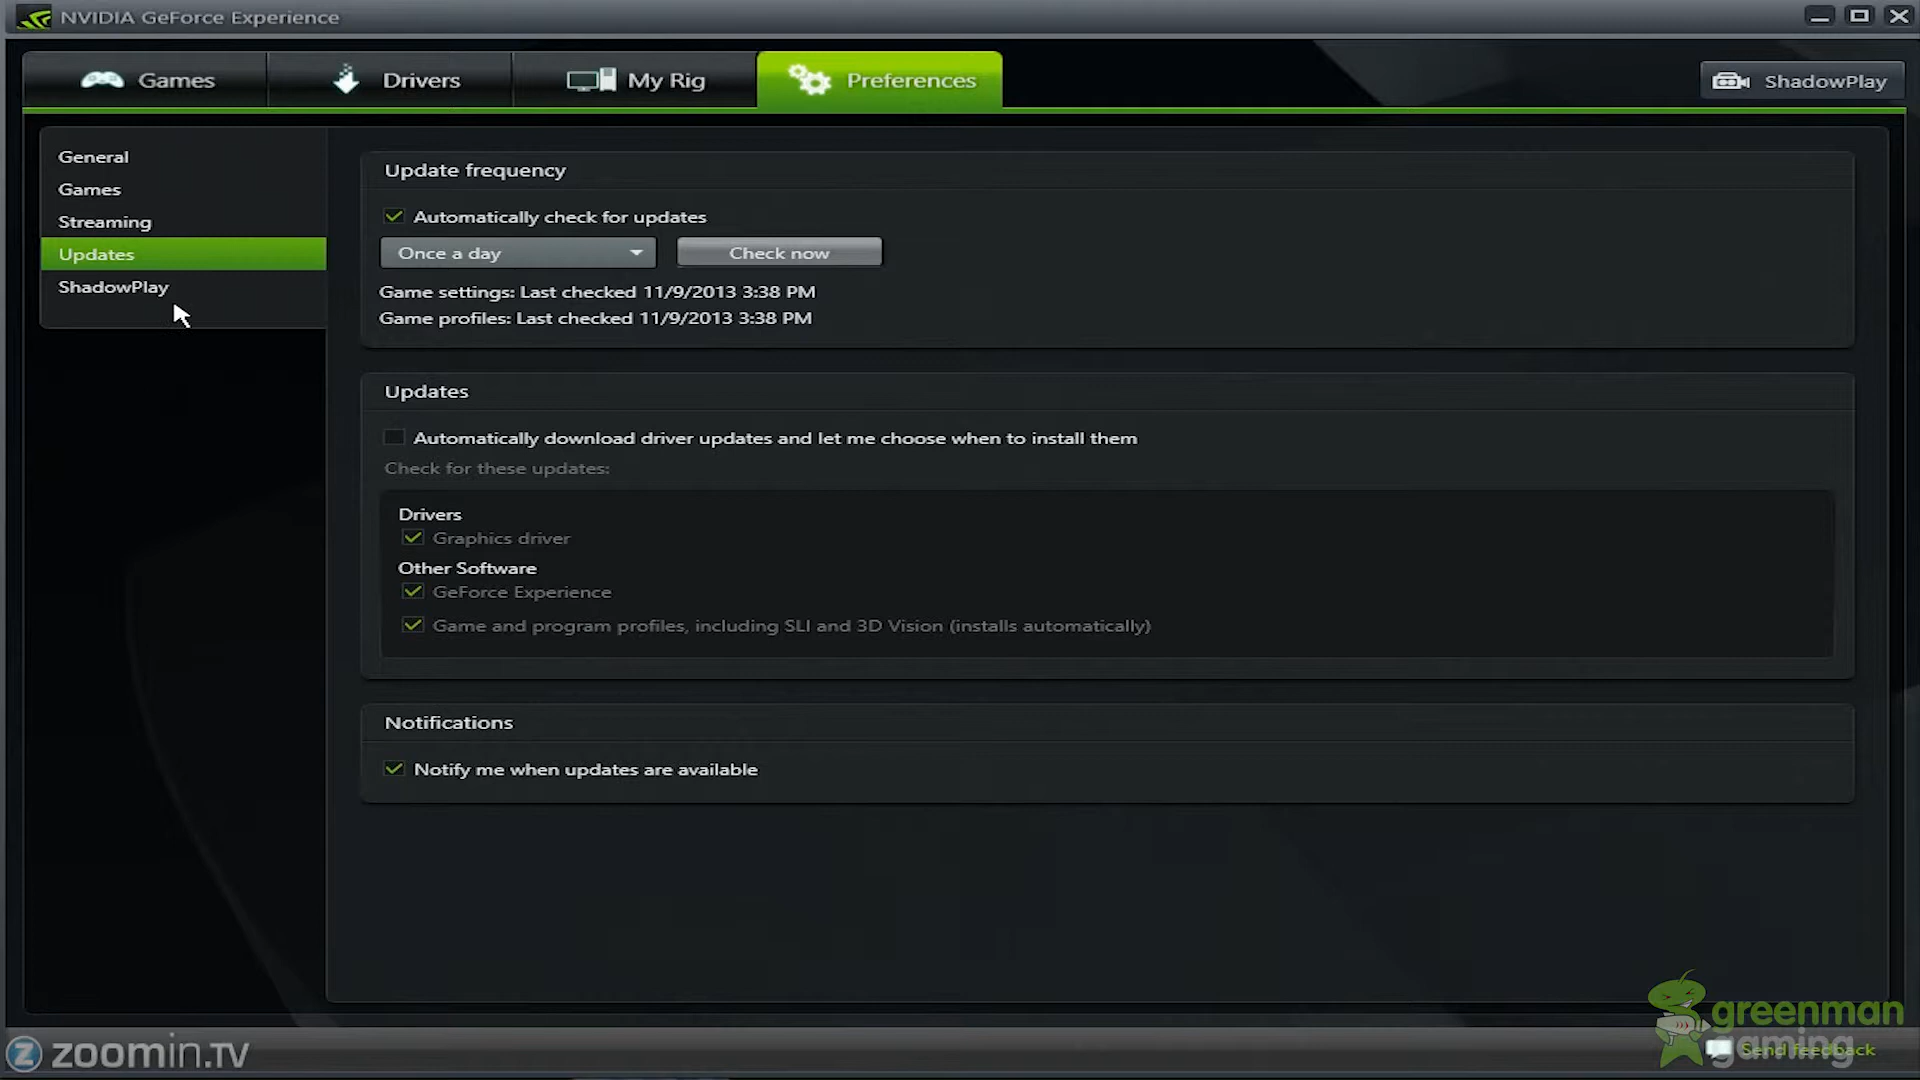 NVIDIA GeForce Experience
Games
Drivers
My Rig
Preferences
ShadowPlay
General
Games
Streaming
Updates
ShadowPlay
Update frequency
Automatically check for updates
Once a day
Check now
Game settings: Last checked 11/9/2013 3:38 PM
Game profiles: Last checked 11/9/2013 3:38 PM
Updates
Automatically download driver updates and let me choose when to install them
Check for these updates:
Drivers
Graphics driver
Other Software
GeForce Experience
Game and program profiles, including SLI and 3D Vision (installs automatically)
Notifications
Notify me when updates are available
Z zoomin.TV
greenman
gaming
Send feedback